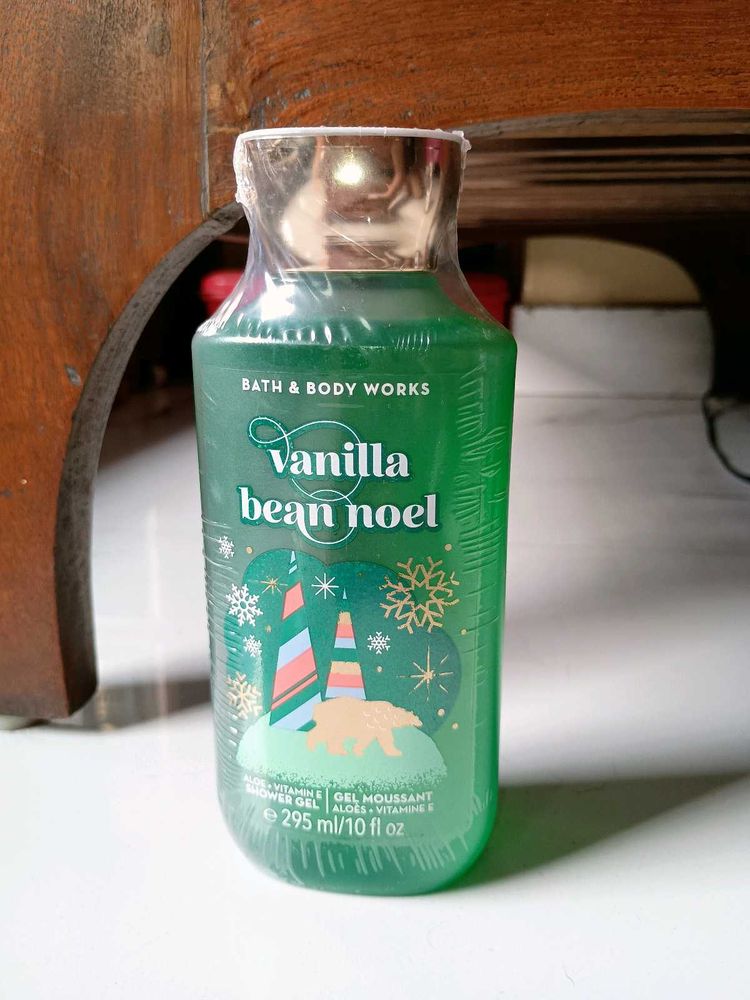 BATH & BODY WORKS
vanilla
bean noel
ALOE + VITAMIN E
SHOWER GEL
GEL MOUSSANT
ALOÈS + VITAMINE E
℮ 295 ml/10 fl oz